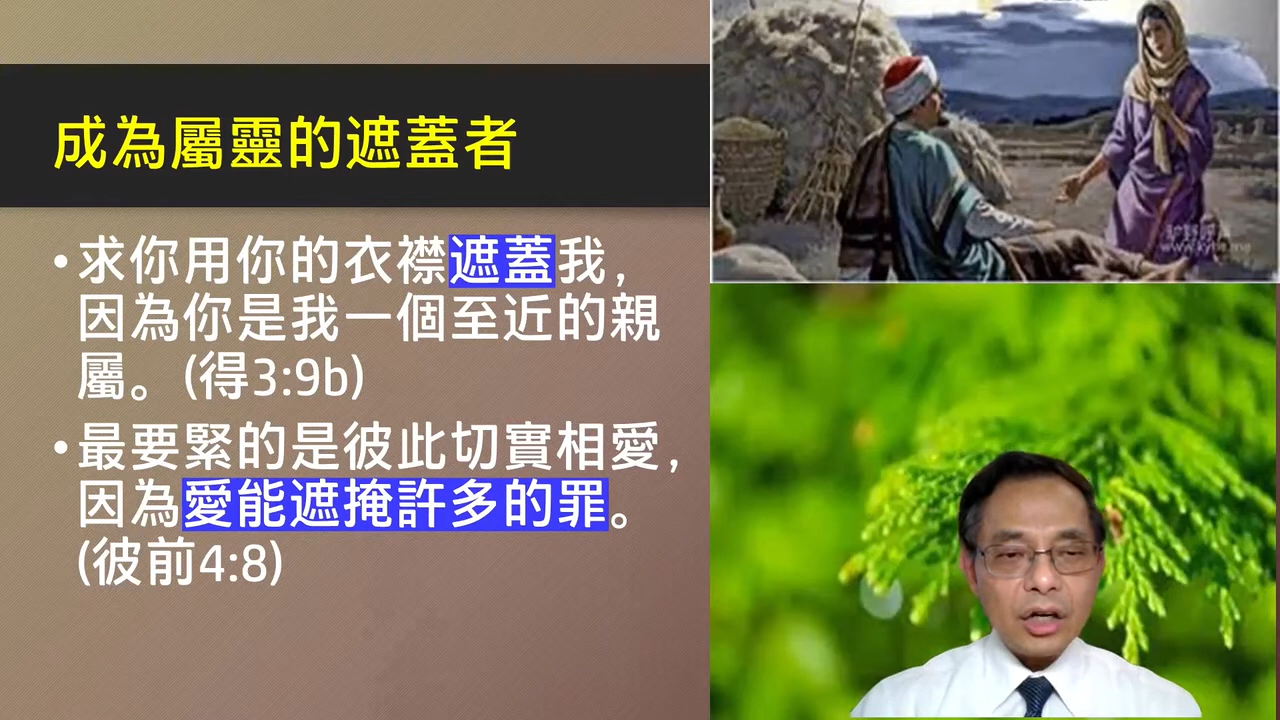 成為屬靈的遮蓋者
•求你用你的衣襟遮蓋我，
因為你是我一個至近的親
屬。(得3:9b)
•最要緊的是彼此切實相愛，
因為愛能遮掩許多的罪。
(彼前4:8)